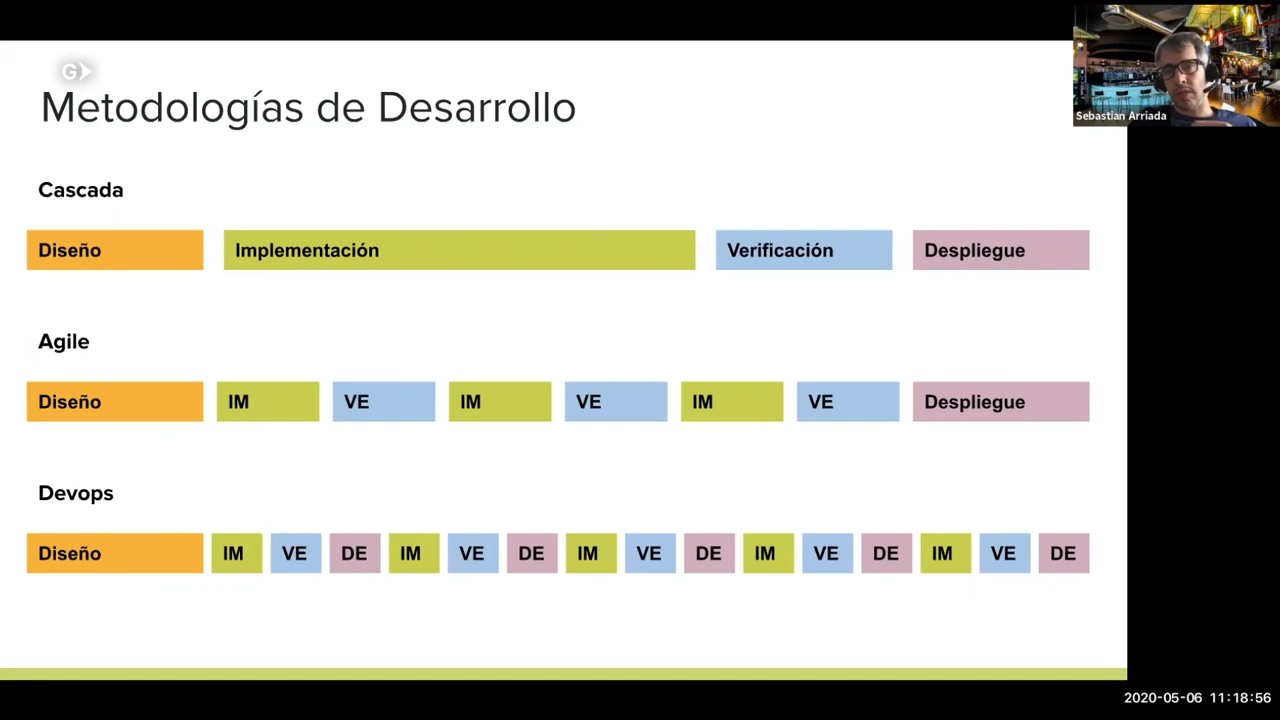 G
Metodologías de Desarrollo
Sebastian Arriada
Cascada
Diseño Implementación Verificación Despliegue
Agile
Diseño IM VE IM VE IM VE Despliegue
Devops
Diseño IM VE DE IM VE DE IM VE DE IM VE DE IM VE DE
2020-05-06 11:18:56